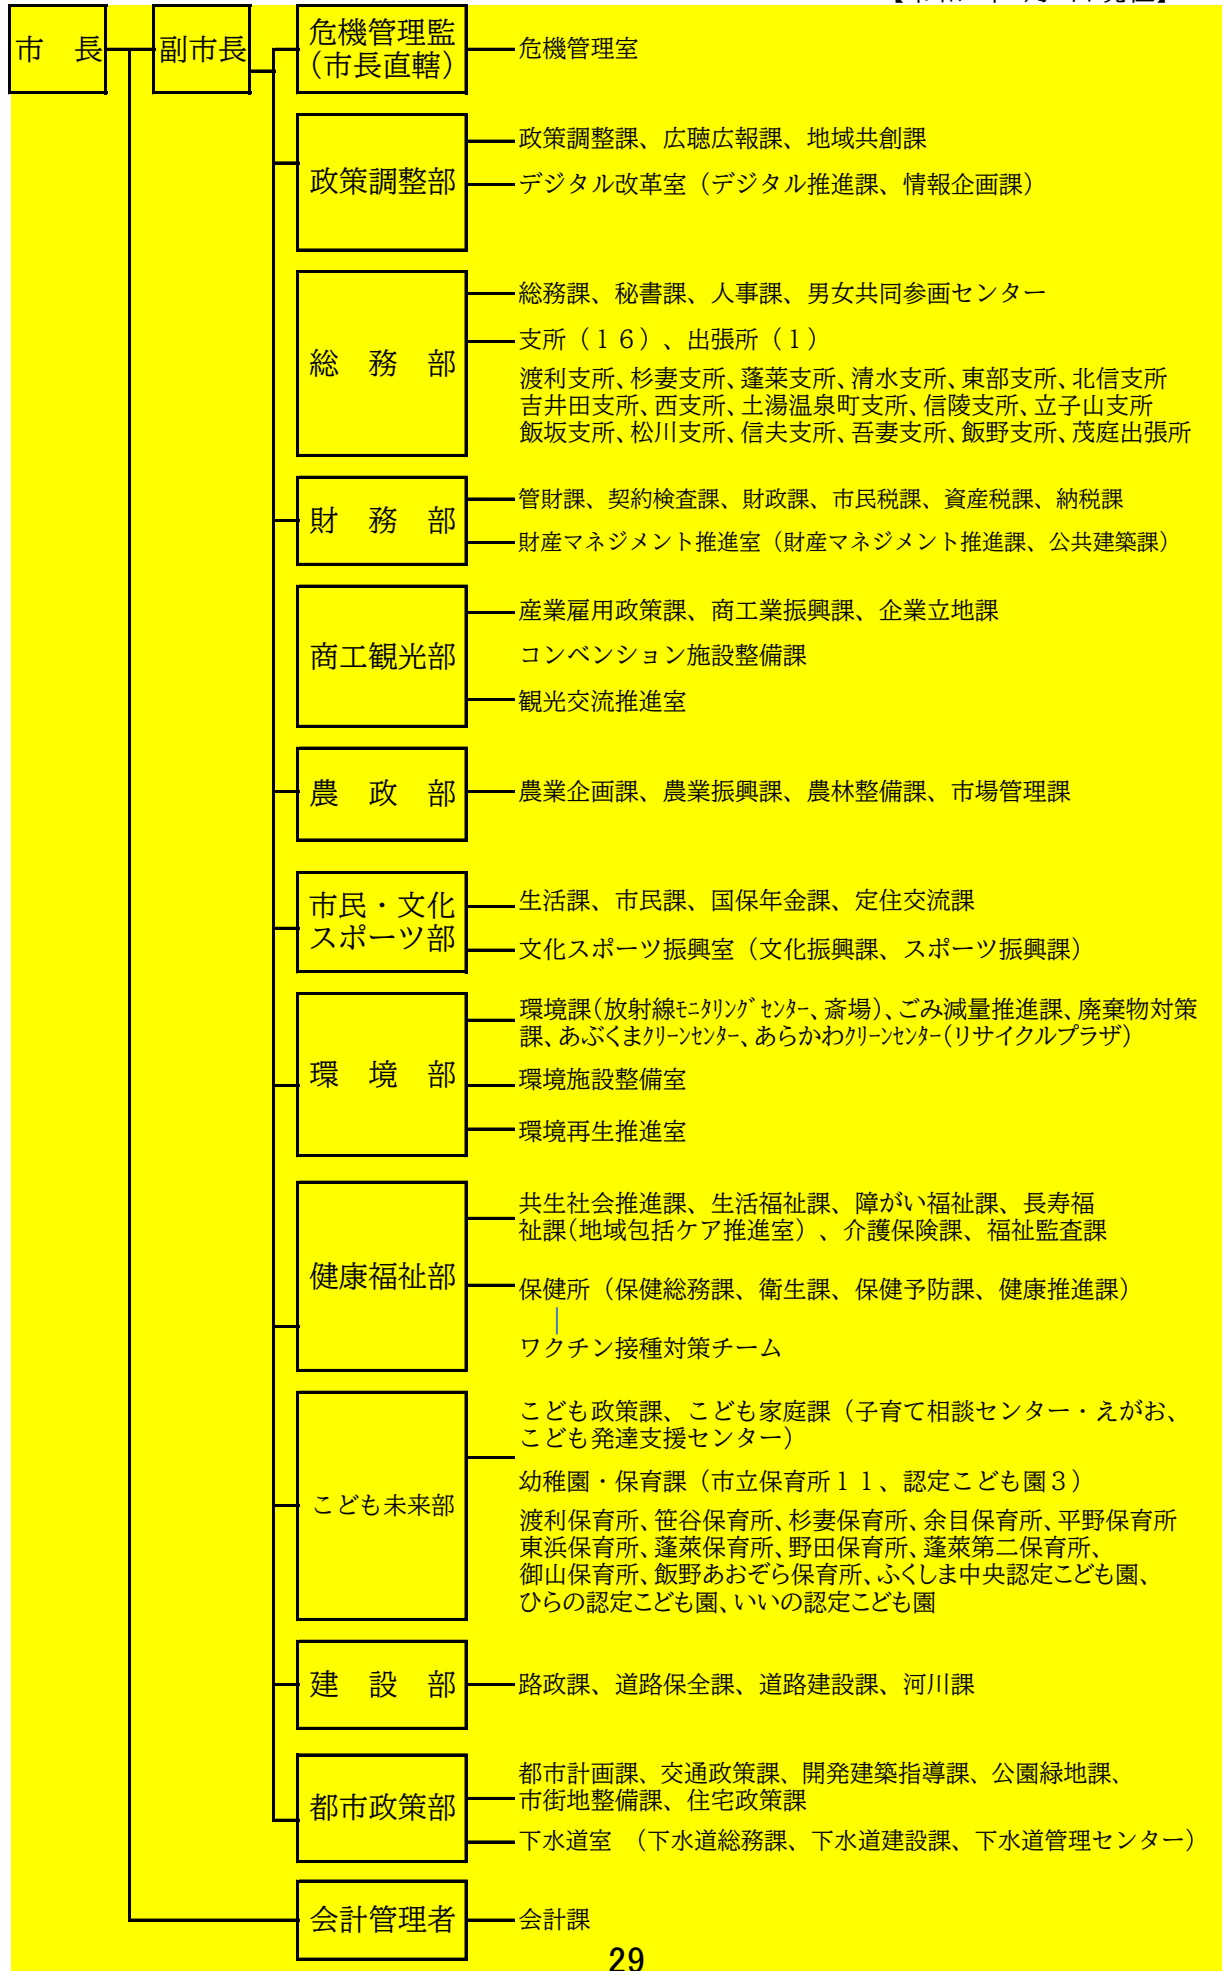 市　長
副市長
危機管理監
（市長直轄）
危機管理室
政策調整部
政策調整課、広聴広報課、地域共創課
デジタル改革室（デジタル推進課、情報企画課）
総　務　部
総務課、秘書課、人事課、男女共同参画センター
支所（１６）、出張所（１）
渡利支所、杉妻支所、蓬莱支所、清水支所、東部支所、北信支所
吉井田支所、西支所、土湯温泉町支所、信陵支所、立子山支所
飯坂支所、松川支所、信夫支所、吾妻支所、飯野支所、茂庭出張所
財　務　部
管財課、契約検査課、財政課、市民税課、資産税課、納税課
財産マネジメント推進室（財産マネジメント推進課、公共建築課）
商工観光部
産業雇用政策課、商工業振興課、企業立地課
コンベンション施設整備課
観光交流推進室
農　政　部
農業企画課、農業振興課、農林整備課、市場管理課
市民・文化
スポーツ部
生活課、市民課、国保年金課、定住交流課
文化スポーツ振興室（文化振興課、スポーツ振興課）
環　境　部
環境課（放射線ﾓﾆﾀﾘﾝｸﾞｾﾝﾀｰ、斎場）、ごみ減量推進課、廃棄物対策
課、あぶくまｸﾘｰﾝｾﾝﾀｰ、あらかわｸﾘｰﾝｾﾝﾀｰ（リサイクルプラザ）
環境施設整備室
環境再生推進室
健康福祉部
共生社会推進課、生活福祉課、障がい福祉課、長寿福
祉課（地域包括ケア推進室）、介護保険課、福祉監査課
保健所（保健総務課、衛生課、保健予防課、健康推進課）
ワクチン接種対策チーム
こども未来部
こども政策課、こども家庭課（子育て相談センター・えがお、
こども発達支援センター）
幼稚園・保育課（市立保育所１１、認定こども園３）
渡利保育所、笹谷保育所、杉妻保育所、余目保育所、平野保育所
東浜保育所、蓬莱保育所、野田保育所、蓬莱第二保育所、
御山保育所、飯野あおぞら保育所、ふくしま中央認定こども園、
ひらの認定こども園、いいの認定こども園
建　設　部
路政課、道路保全課、道路建設課、河川課
都市政策部
都市計画課、交通政策課、開発建築指導課、公園緑地課、
市街地整備課、住宅政策課
下水道室　（下水道総務課、下水道建設課、下水道管理センター）
会計管理者
会計課
29